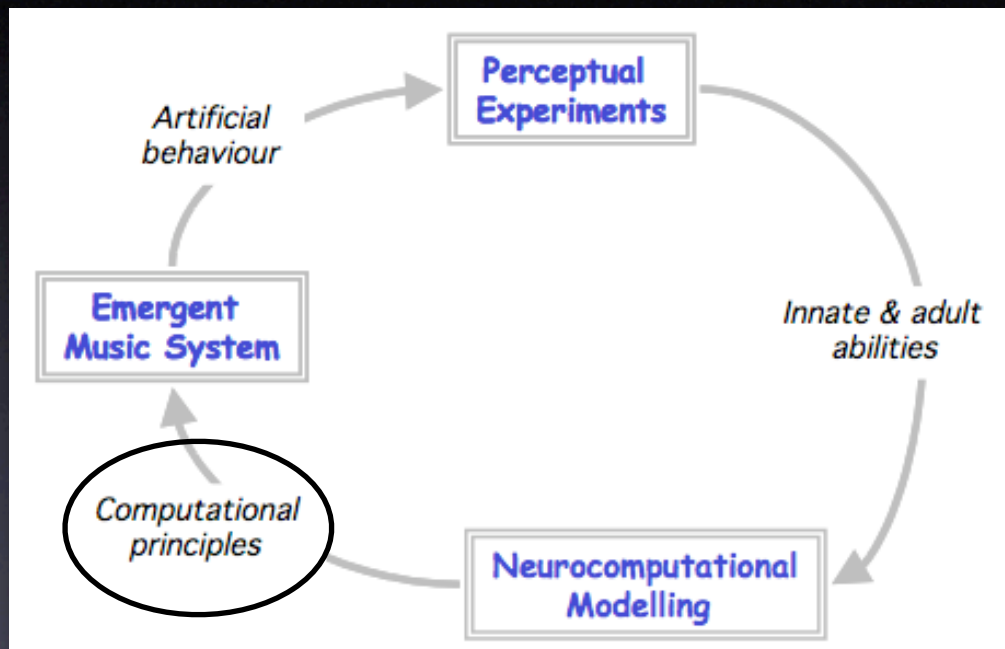 Perceptual
Experiments
Artificial
behaviour
Innate & adult
abilities
Emergent
Music System
Computational
principles
Neurocomputational
Modelling